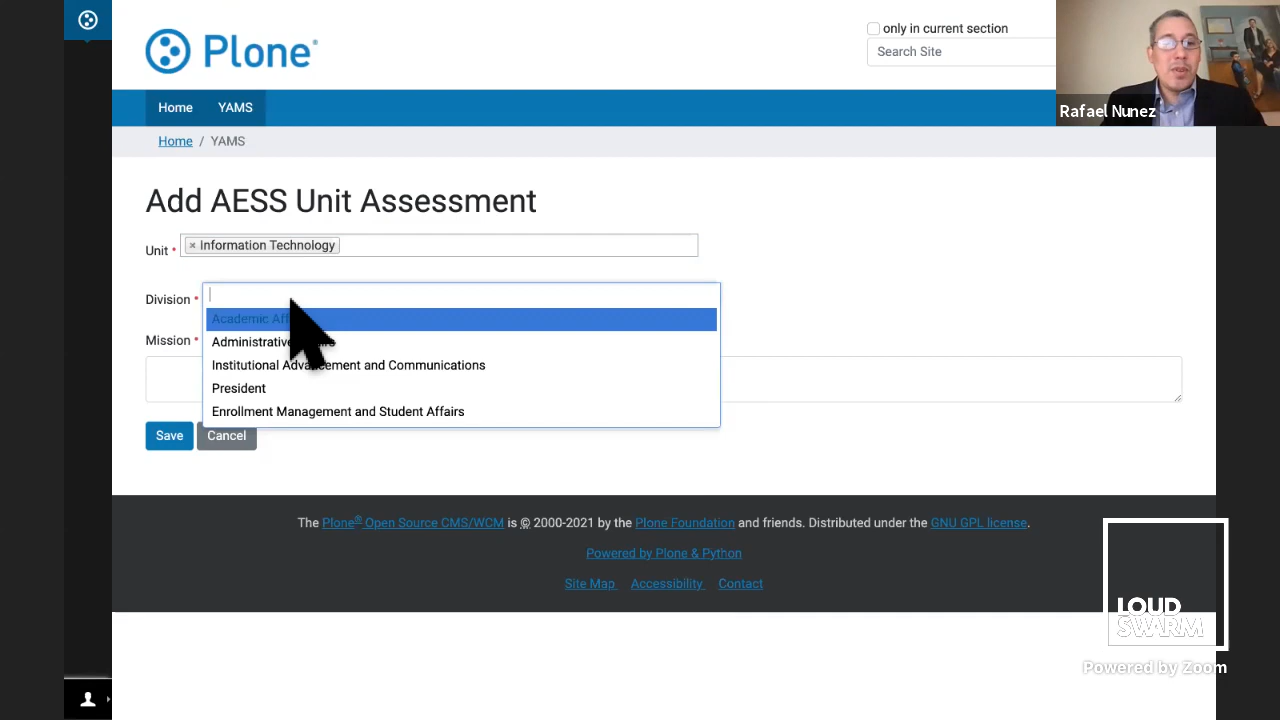 Plone®
only in current section
Search Site
Rafael Nunez
Home YAMS
Home / YAMS
Add AESS Unit Assessment
Unit * × Information Technology
Division *
Academic Aff
Administrative
Institutional Advancement and Communications
President
Enrollment Management and Student Affairs
Mission *
Save Cancel
The Plone® Open Source CMS/WCM is © 2000-2021 by the Plone Foundation and friends. Distributed under the GNU GPL license.
Powered by Plone & Python
Site Map Accessibility Contact
LOUD
SWARM
Powered by Zoom